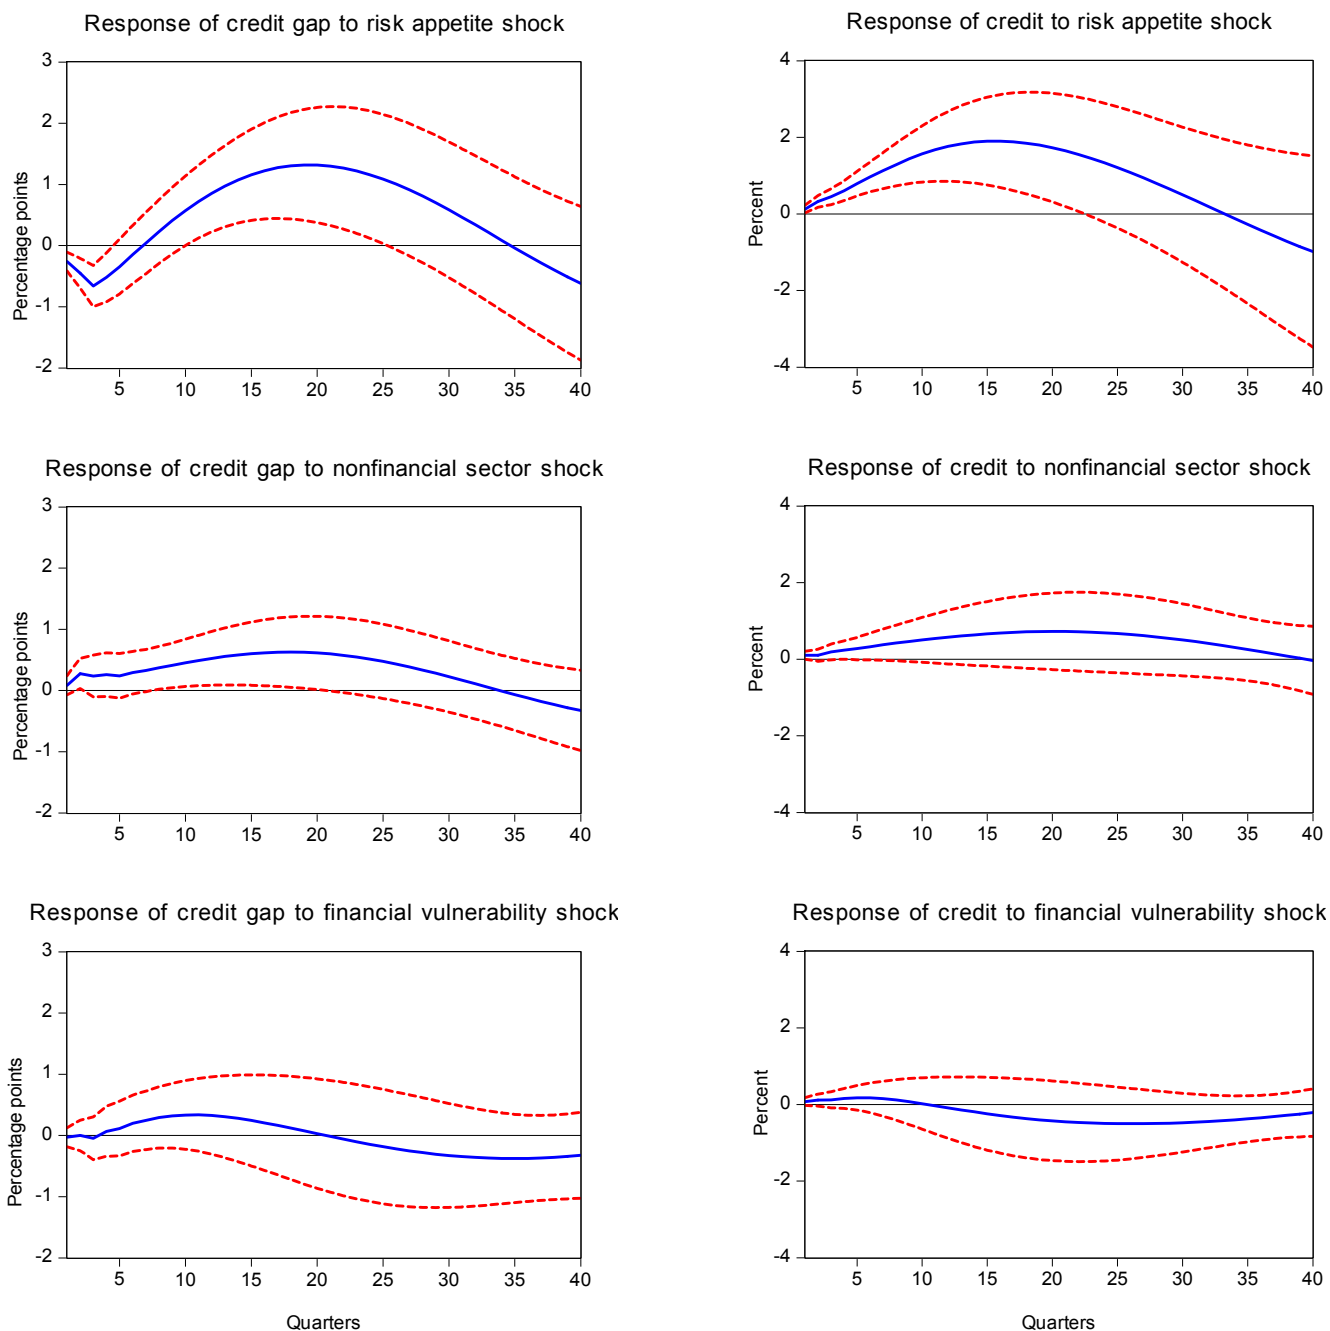 Response of credit gap to risk appetite shock
3
2
1
0
-1
-2
Percentage points
5 10 15 20 25 30 35 40
Response of credit to risk appetite shock
4
2
0
-2
-4
Percent
5 10 15 20 25 30 35 40
Response of credit gap to nonfinancial sector shock
3
2
1
0
-1
-2
Percentage points
5 10 15 20 25 30 35 40
Response of credit to nonfinancial sector shock
4
2
0
-2
-4
Percent
5 10 15 20 25 30 35 40
Response of credit gap to financial vulnerability shock
3
2
1
0
-1
-2
Percentage points
5 10 15 20 25 30 35 40
Quarters
Response of credit to financial vulnerability shock
4
2
0
-2
-4
Percent
5 10 15 20 25 30 35 40
Quarters